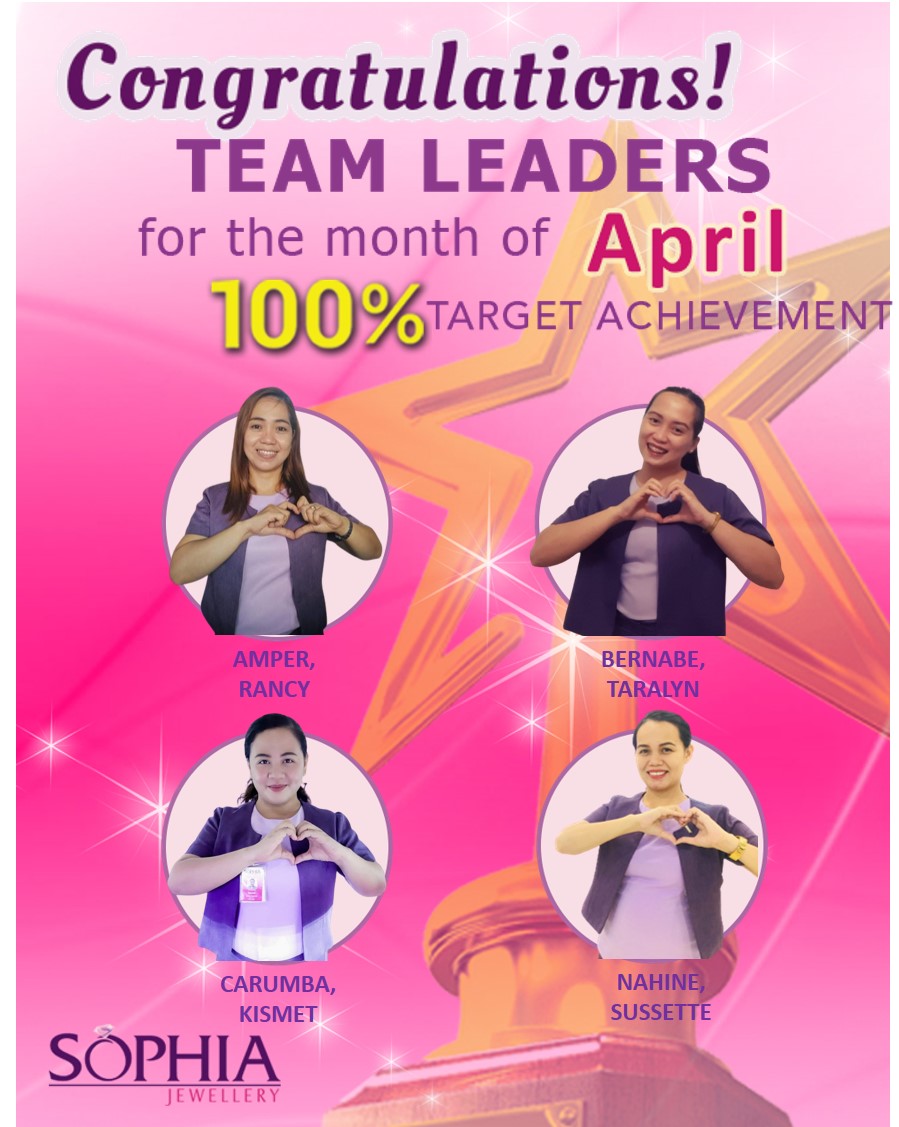 Congratulations!
TEAM LEADERS
for the month of April
100% TARGET ACHIEVEMENT
AMPER,
RANCY
BERNABE,
TARALYN
CARUMBA,
KISMET
NAHINE,
SUSSETTE
SOPHIA
JEWELLERY